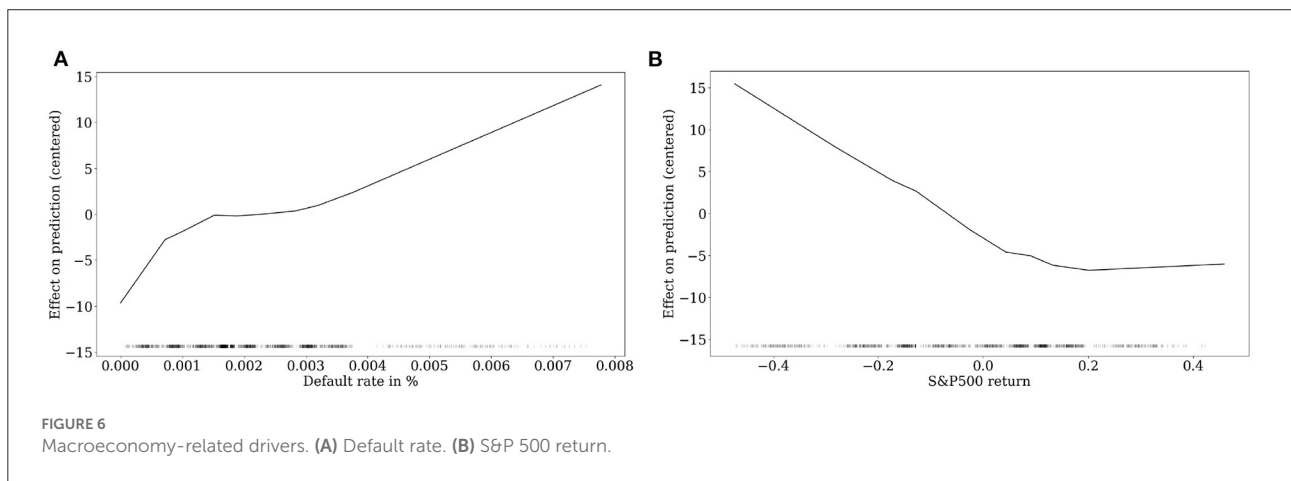 A
B
15
10
5
0
−5
−10
−15
Effect on prediction (centered)
0.000 0.001 0.002 0.003 0.004 0.005 0.006 0.007 0.008
Default rate in %
15
10
5
0
−5
−10
−15
Effect on prediction (centered)
−0.4 −0.2 0.0 0.2 0.4
S&P500 return
FIGURE 6
Macroeconomy-related drivers. (A) Default rate. (B) S&P 500 return.